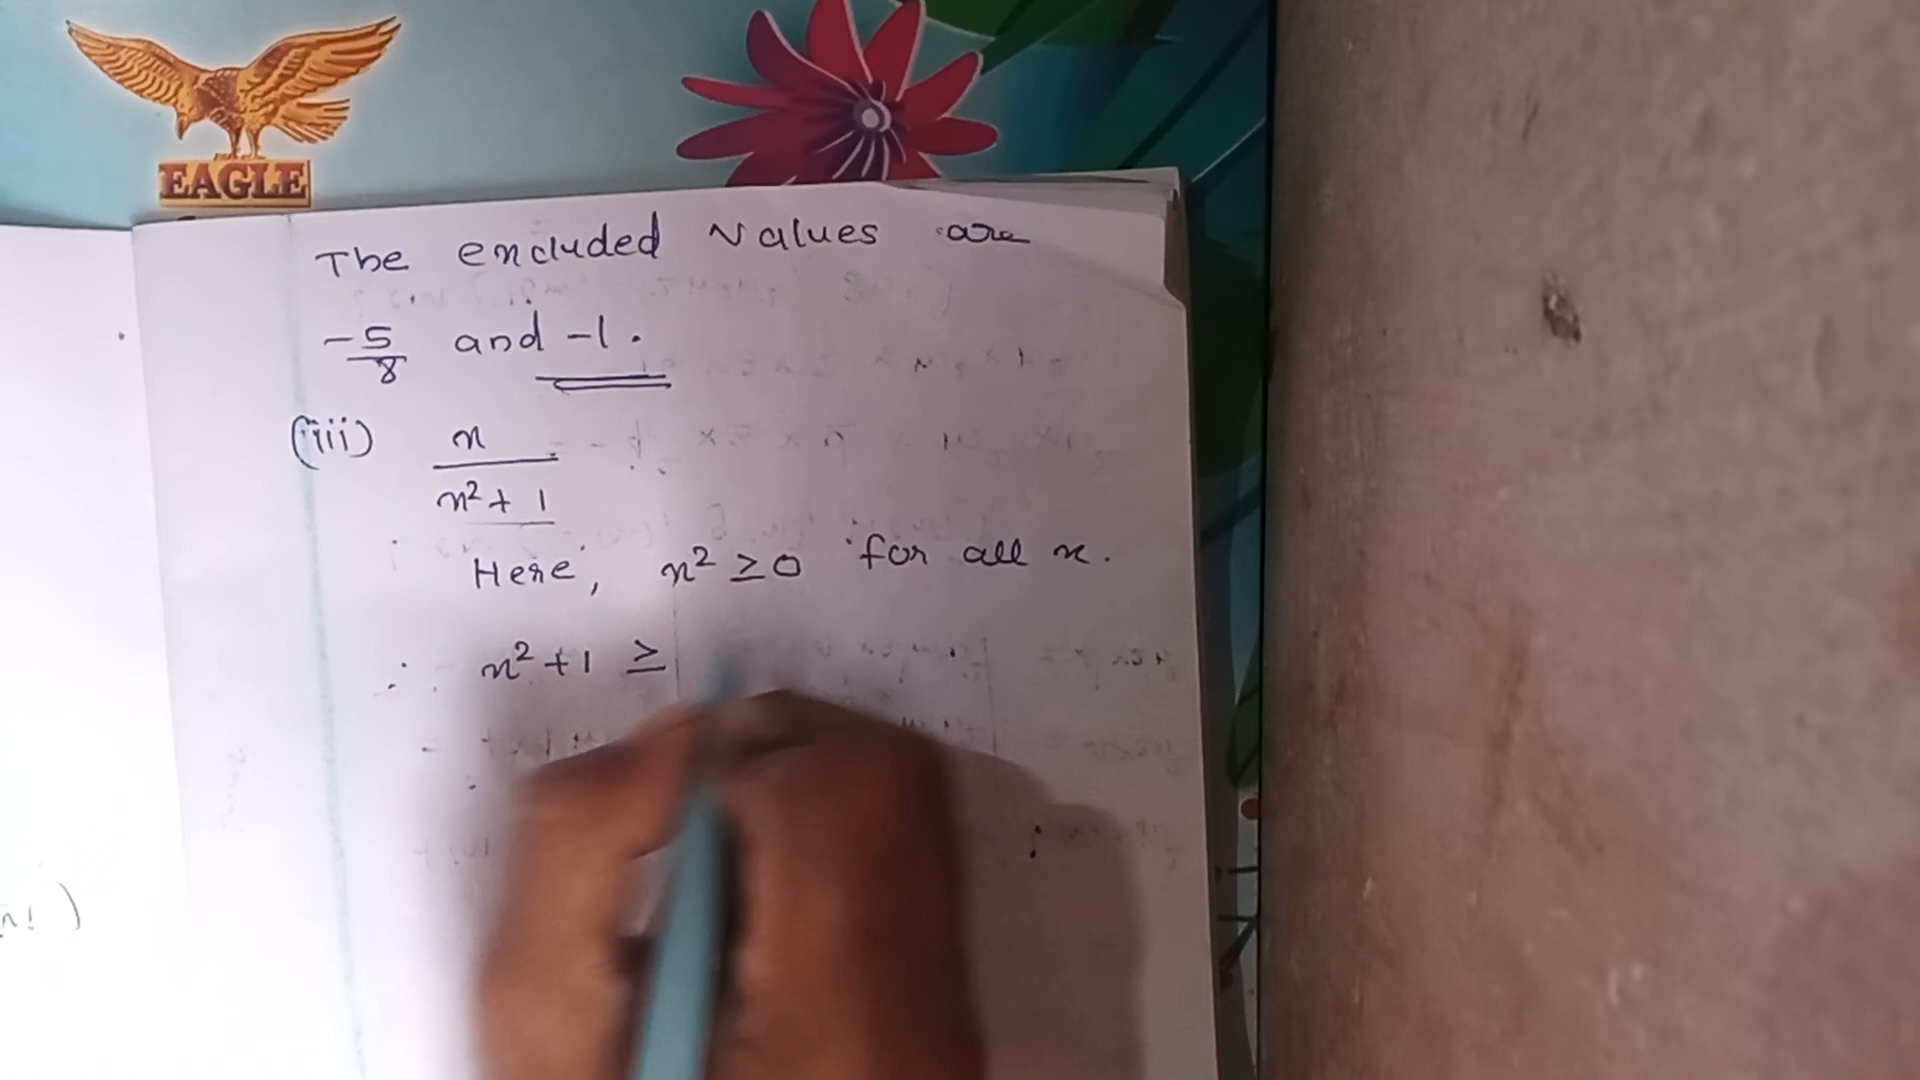 EAGLE
The excluded values are
-5/8 and -1.
(iii) x
x² + 1
Here, x² ≥ 0 for all x.
∴ x² + 1 ≥
n! )